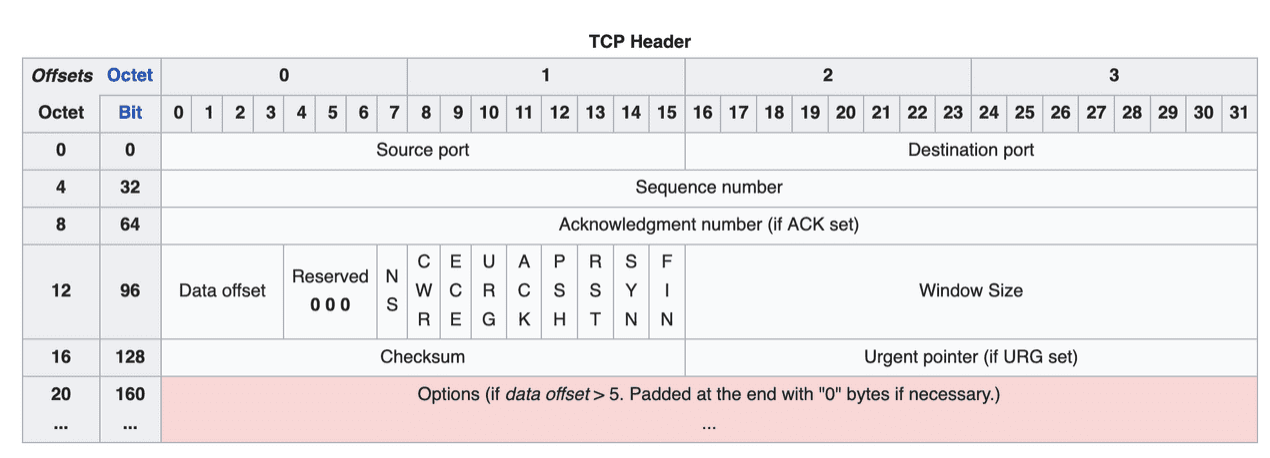 TCP Header
Offsets Octet 0 1 2 3
Octet Bit 0 1 2 3 4 5 6 7 8 9 10 11 12 13 14 15 16 17 18 19 20 21 22 23 24 25 26 27 28 29 30 31
0 0 Source port Destination port
4 32 Sequence number
8 64 Acknowledgment number (if ACK set)
12 96 Data offset Reserved 0 0 0 NS CWR ECE URG ACK PSH RST SYN FIN Window Size
16 128 Checksum Urgent pointer (if URG set)
20 160 Options (if data offset > 5. Padded at the end with "0" bytes if necessary.)
... ... ...